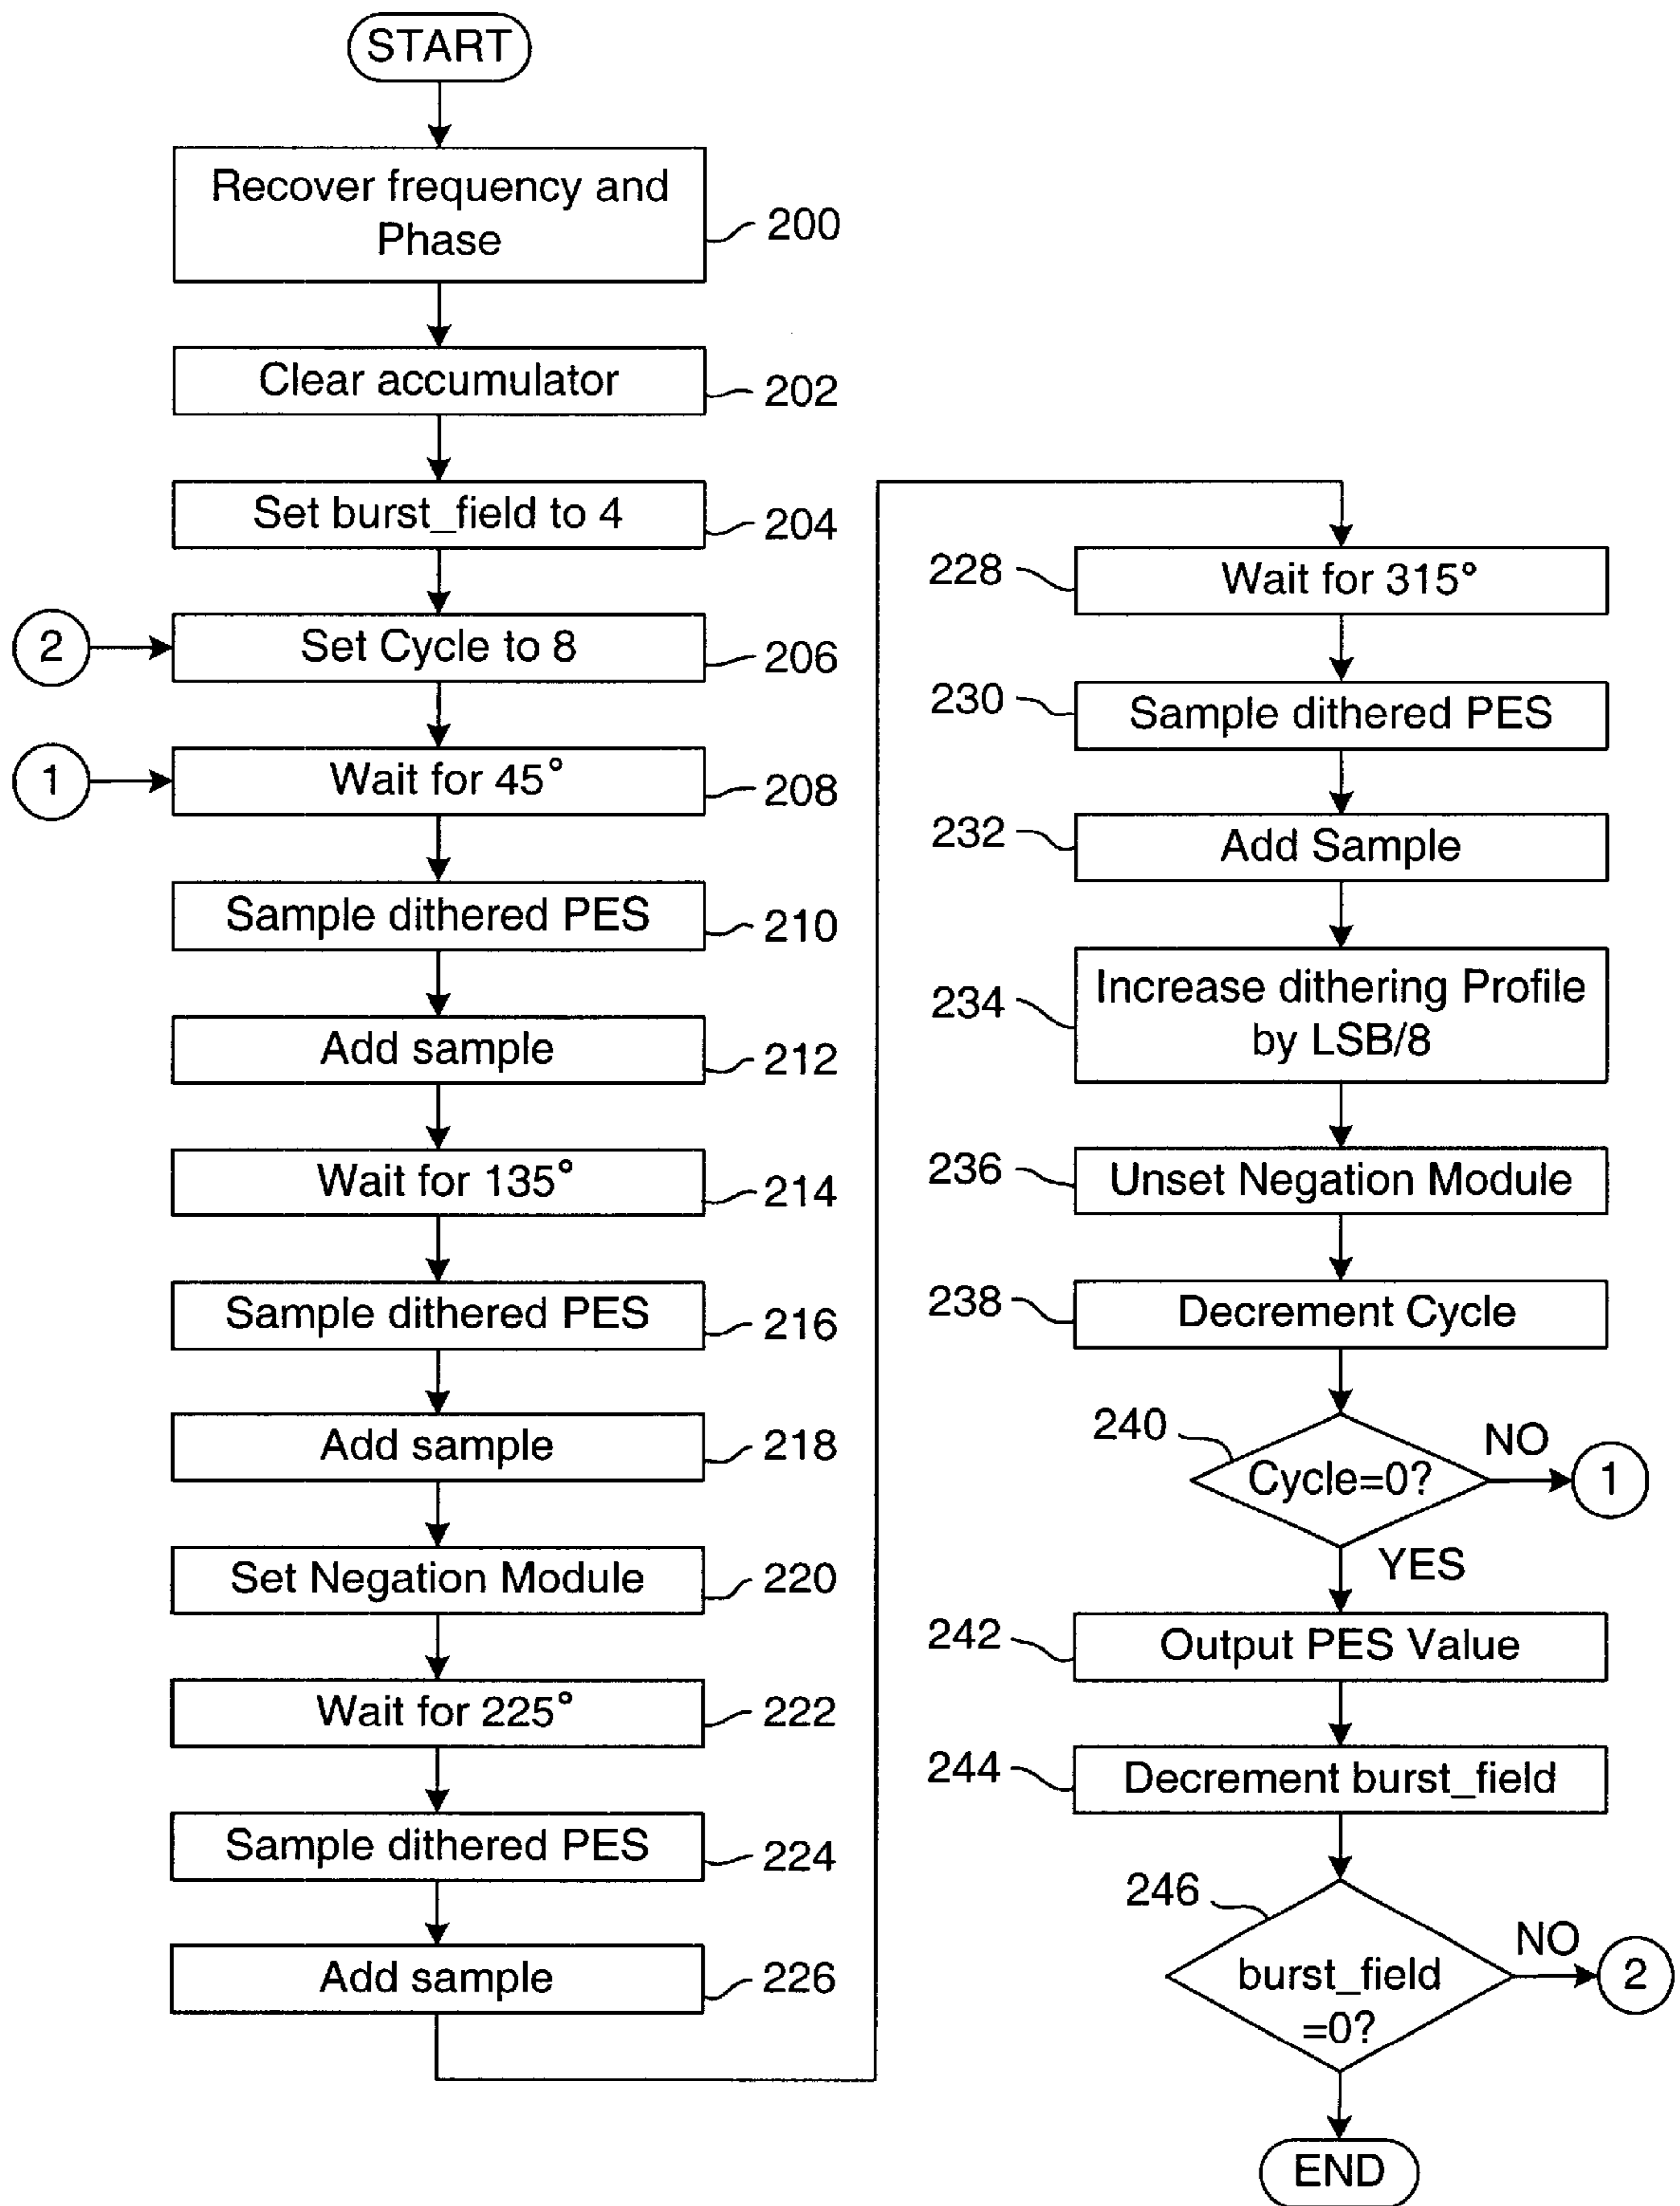 START
Recover frequency and
Phase
200
Clear accumulator
202
Set burst_field to 4
204
2
Set Cycle to 8
206
1
Wait for 45°
208
Sample dithered PES
210
Add sample
212
Wait for 135°
214
Sample dithered PES
216
Add sample
218
Set Negation Module
220
Wait for 225°
222
Sample dithered PES
224
Add sample
226
228
Wait for 315°
230
Sample dithered PES
232
Add Sample
234
Increase dithering Profile
by LSB/8
236
Unset Negation Module
238
Decrement Cycle
240
Cycle=0?
NO
1
YES
242
Output PES Value
244
Decrement burst_field
246
burst_field
=0?
NO
2
END